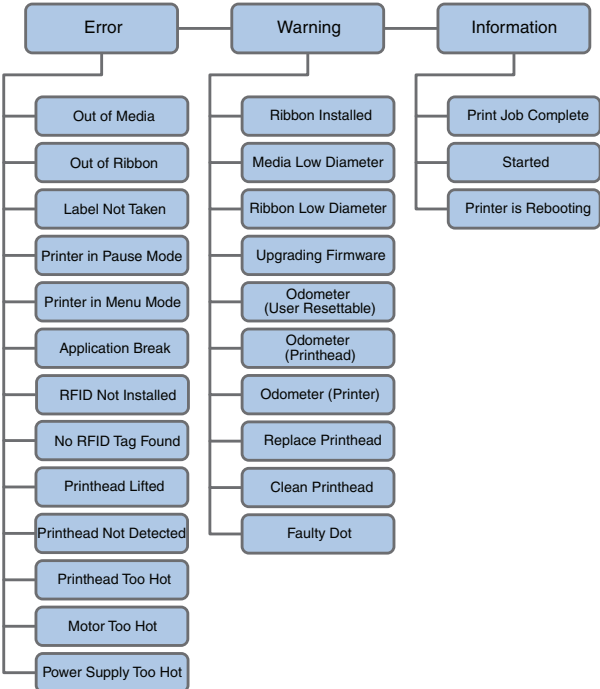 Error
Warning
Information
Out of Media
Out of Ribbon
Label Not Taken
Printer in Pause Mode
Printer in Menu Mode
Application Break
RFID Not Installed
No RFID Tag Found
Printhead Lifted
Printhead Not Detected
Printhead Too Hot
Motor Too Hot
Power Supply Too Hot
Ribbon Installed
Media Low Diameter
Ribbon Low Diameter
Upgrading Firmware
Odometer
(User Resettable)
Odometer
(Printhead)
Odometer (Printer)
Replace Printhead
Clean Printhead
Faulty Dot
Print Job Complete
Started
Printer is Rebooting